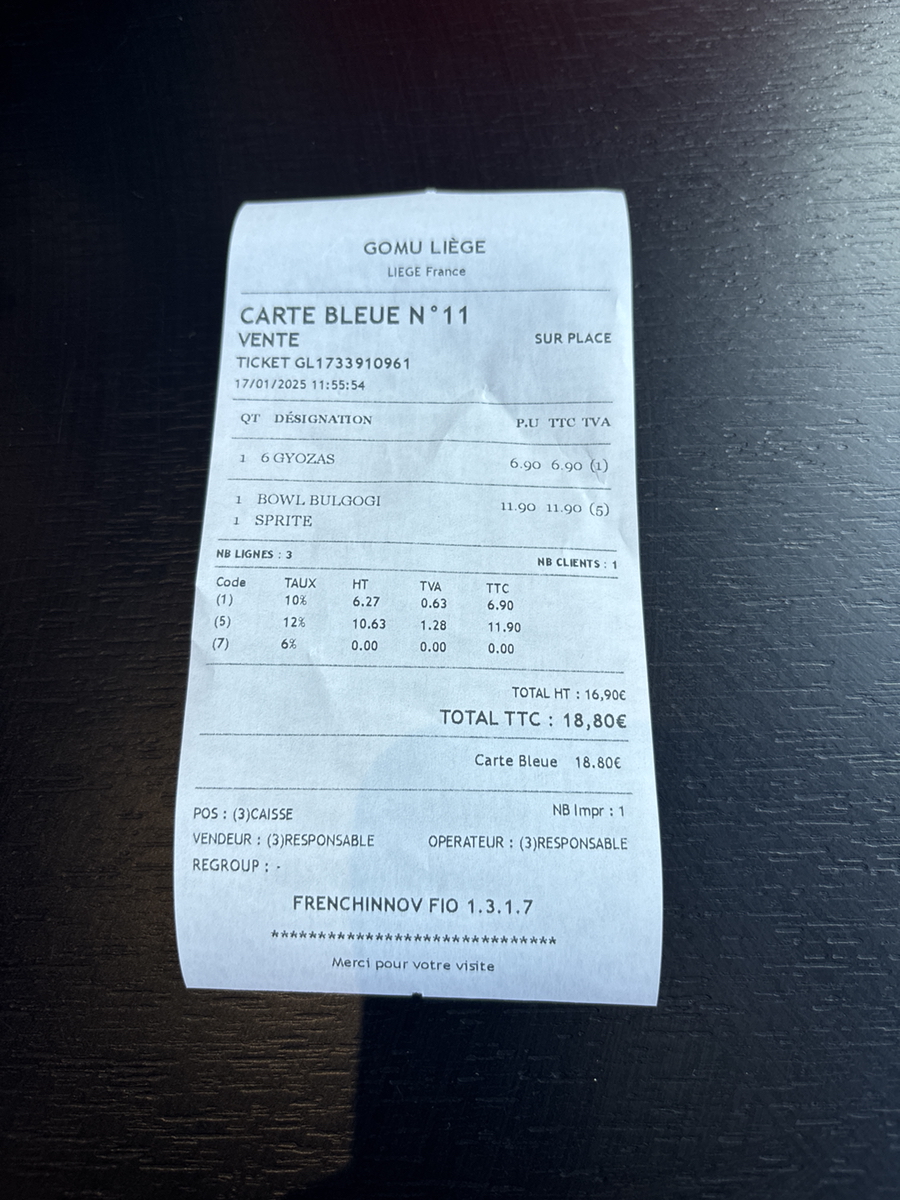 GOMU LIÈGE
LIEGE France
CARTE BLEUE N°11
VENTE SUR PLACE
TICKET GL1733910961
17/01/2025 11:55:54
QT DÉSIGNATION P.U TTC TVA
1 6 GYOZAS 6.90 6.90 (1)
1 BOWL BULGOGI 11.90 11.90 (5)
1 SPRITE
NB LIGNES : 3 NB CLIENTS : 1
Code TAUX HT TVA TTC
(1) 10% 6.27 0.63 6.90
(5) 12% 10.63 1.28 11.90
(7) 6% 0.00 0.00 0.00
TOTAL HT : 16,90€
TOTAL TTC : 18,80€
Carte Bleue 18.80€
POS : (3)CAISSE NB Impr : 1
VENDEUR : (3)RESPONSABLE OPERATEUR : (3)RESPONSABLE
REGROUP : -
FRENCHINNOV FIO 1.3.1.7
******************************
Merci pour votre visite